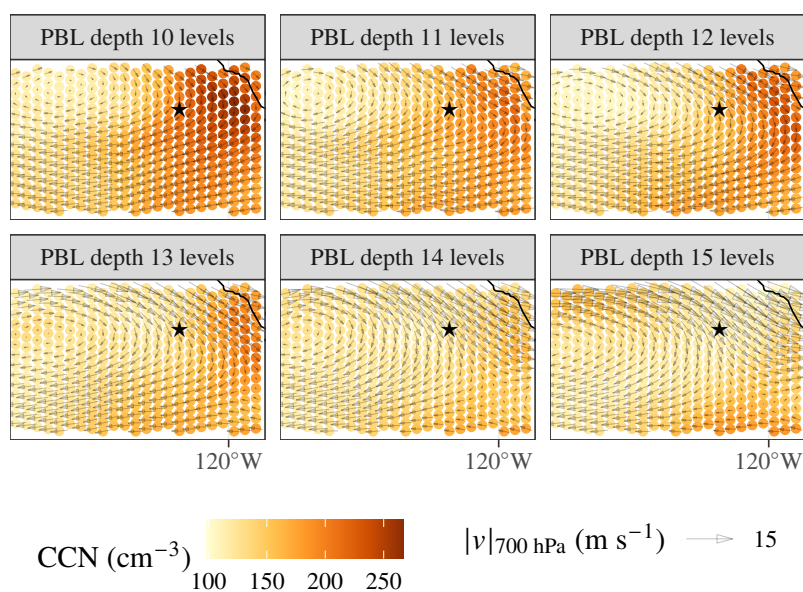 PBL depth 10 levels PBL depth 11 levels PBL depth 12 levels
PBL depth 13 levels PBL depth 14 levels PBL depth 15 levels
120°W 120°W 120°W
CCN (cm⁻³) 100 150 200 250 |v|₇₀₀ ₕPₐ (m s⁻¹) 15